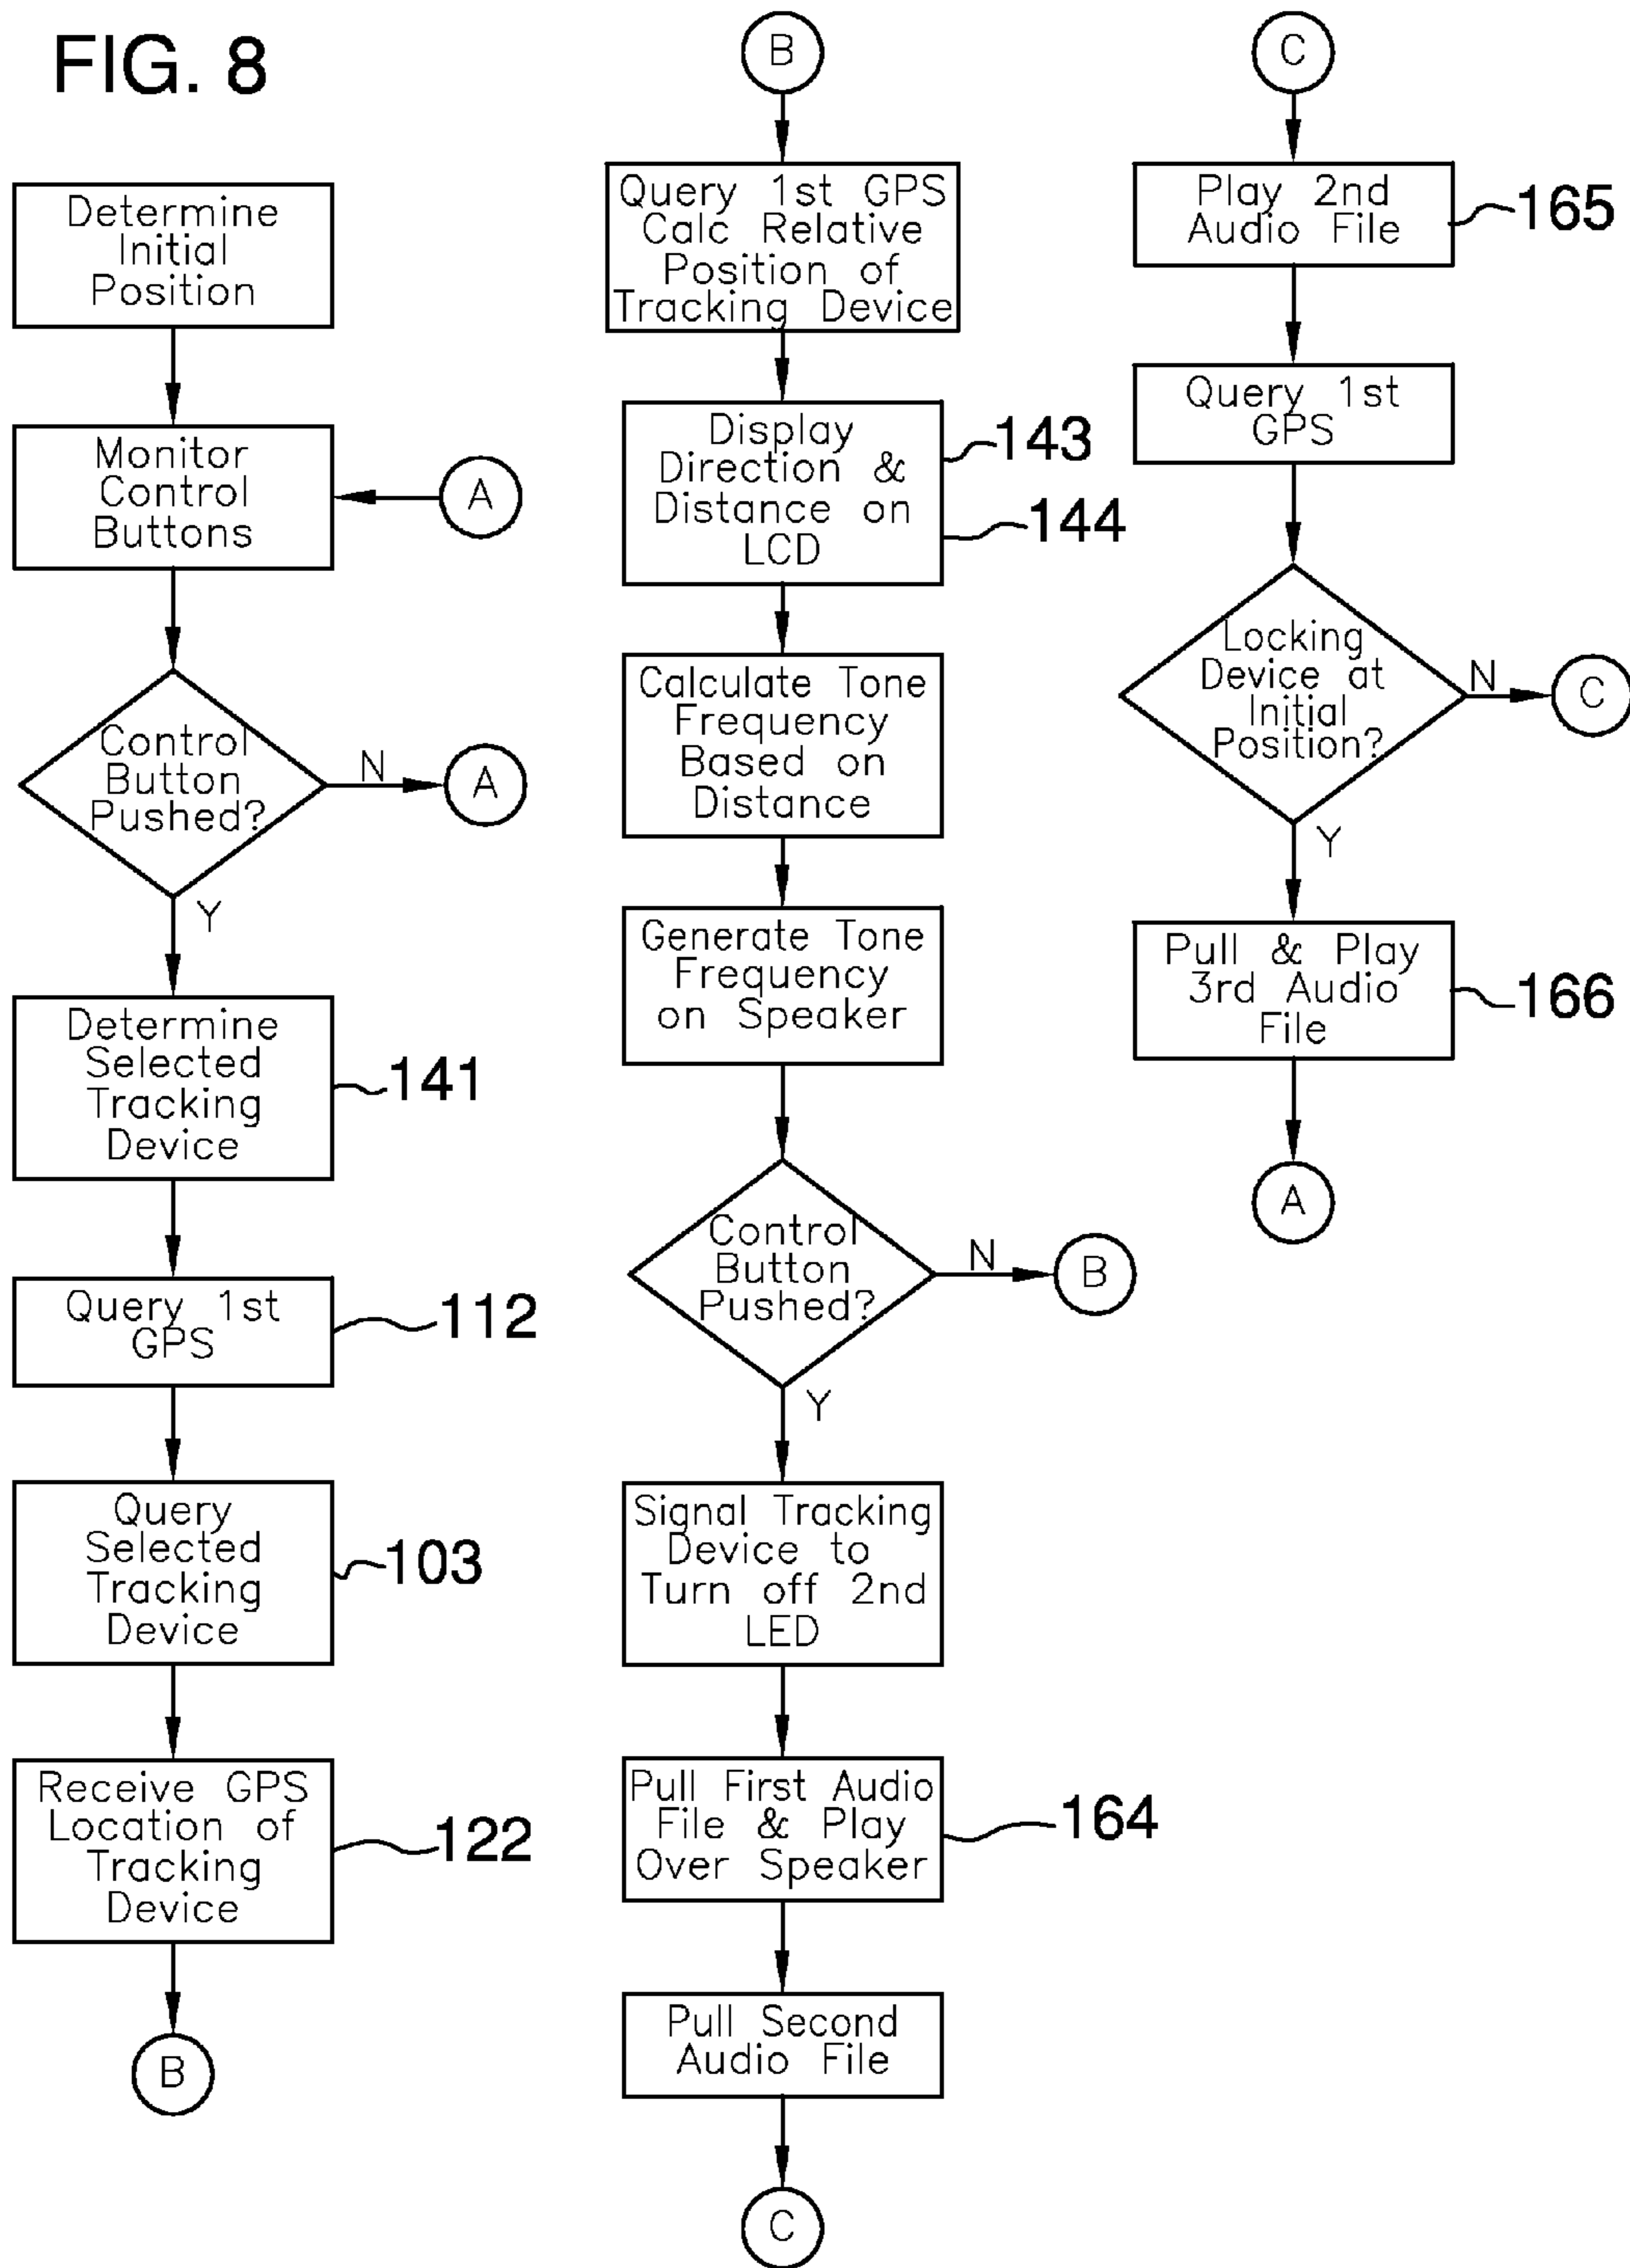 FIG. 8
Determine
Initial
Position
Monitor
Control
Buttons
A
Control
Button
Pushed?
N
A
Y
Determine
Selected
Tracking
Device
141
Query 1st
GPS
112
Query
Selected
Tracking
Device
103
Receive GPS
Location of
Tracking
Device
122
B
B
Query 1st GPS
Calc Relative
Position of
Tracking Device
Display
Direction &
Distance on
LCD
143
144
Calculate Tone
Frequency
Based on
Distance
Generate Tone
Frequency
on Speaker
Control
Button
Pushed?
N
B
Y
Signal Tracking
Device to
Turn off 2nd
LED
Pull First Audio
File & Play
Over Speaker
164
Pull Second
Audio File
C
C
Play 2nd
Audio File
165
Query 1st
GPS
Locking
Device at
Initial
Position?
N
C
Y
Pull & Play
3rd Audio
File
166
A